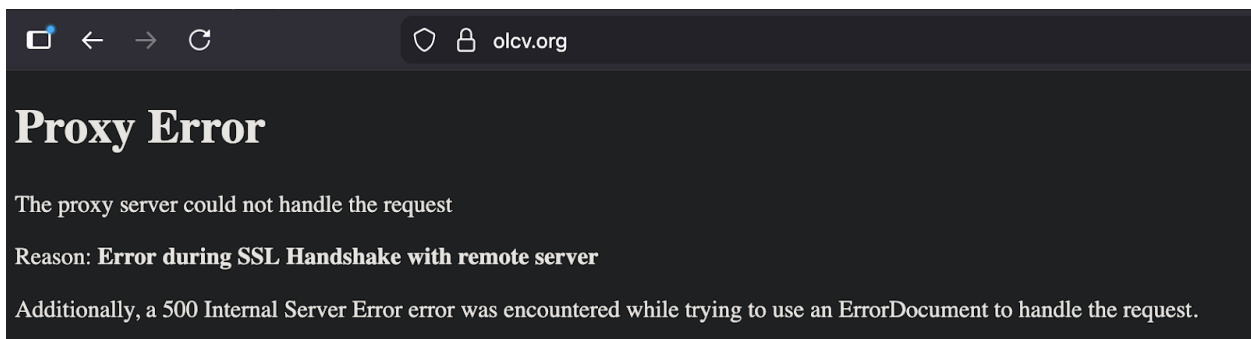 olcv.org
Proxy Error
The proxy server could not handle the request
Reason: Error during SSL Handshake with remote server
Additionally, a 500 Internal Server Error error was encountered while trying to use an ErrorDocument to handle the request.